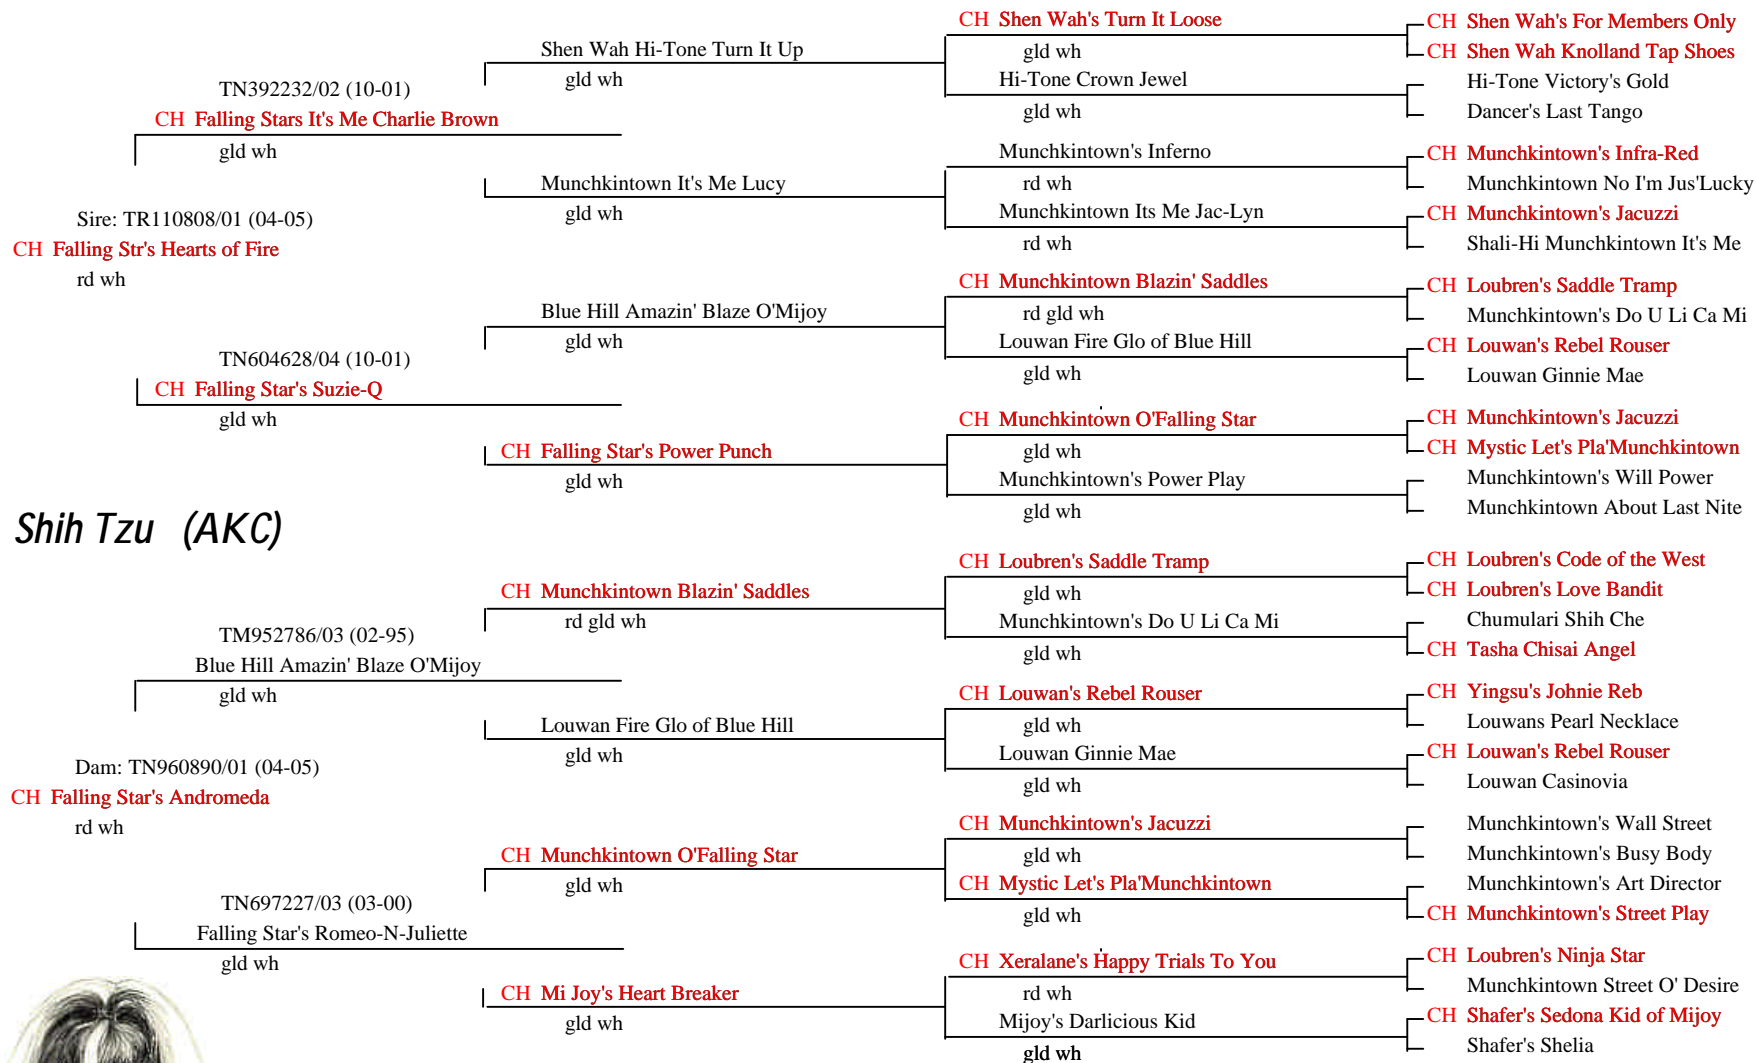 CH Shen Wah's Turn It Loose
CH Shen Wah's For Members Only
Shen Wah Hi-Tone Turn It Up
gld wh
CH Shen Wah Knolland Tap Shoes
gld wh
Hi-Tone Crown Jewel
Hi-Tone Victory's Gold
TN392232/02 (10-01)
gld wh
Dancer's Last Tango
CH Falling Stars It's Me Charlie Brown
gld wh
Munchkintown's Inferno
CH Munchkintown's Infra-Red
Munchkintown It's Me Lucy
rd wh
Munchkintown No I'm Jus'Lucky
gld wh
Munchkintown Its Me Jac-Lyn
CH Munchkintown's Jacuzzi
Sire: TR110808/01 (04-05)
rd wh
Shali-Hi Munchkintown It's Me
CH Falling Str's Hearts of Fire
rd wh
CH Munchkintown Blazin' Saddles
CH Loubren's Saddle Tramp
Blue Hill Amazin' Blaze O'Mijoy
rd gld wh
Munchkintown's Do U Li Ca Mi
gld wh
Louwan Fire Glo of Blue Hill
CH Louwan's Rebel Rouser
TN604628/04 (10-01)
gld wh
Louwan Ginnie Mae
CH Falling Star's Suzie-Q
gld wh
CH Munchkintown O'Falling Star
CH Munchkintown's Jacuzzi
CH Falling Star's Power Punch
gld wh
CH Mystic Let's Pla'Munchkintown
gld wh
Munchkintown's Power Play
Munchkintown's Will Power
gld wh
Munchkintown About Last Nite
Shih Tzu (AKC)
CH Loubren's Saddle Tramp
CH Loubren's Code of the West
CH Munchkintown Blazin' Saddles
gld wh
CH Loubren's Love Bandit
rd gld wh
Munchkintown's Do U Li Ca Mi
Chumulari Shih Che
TM952786/03 (02-95)
gld wh
CH Tasha Chisai Angel
Blue Hill Amazin' Blaze O'Mijoy
gld wh
CH Louwan's Rebel Rouser
CH Yingsu's Johnie Reb
Louwan Fire Glo of Blue Hill
gld wh
Louwans Pearl Necklace
gld wh
Louwan Ginnie Mae
CH Louwan's Rebel Rouser
Dam: TN960890/01 (04-05)
gld wh
Louwan Casinovia
CH Falling Star's Andromeda
rd wh
CH Munchkintown's Jacuzzi
Munchkintown's Wall Street
CH Munchkintown O'Falling Star
gld wh
Munchkintown's Busy Body
gld wh
CH Mystic Let's Pla'Munchkintown
Munchkintown's Art Director
TN697227/03 (03-00)
gld wh
CH Munchkintown's Street Play
Falling Star's Romeo-N-Juliette
gld wh
CH Xeralane's Happy Trials To You
CH Loubren's Ninja Star
CH Mi Joy's Heart Breaker
rd wh
Munchkintown Street O' Desire
gld wh
Mijoy's Darlicious Kid
CH Shafer's Sedona Kid of Mijoy
gld wh
Shafer's Shelia